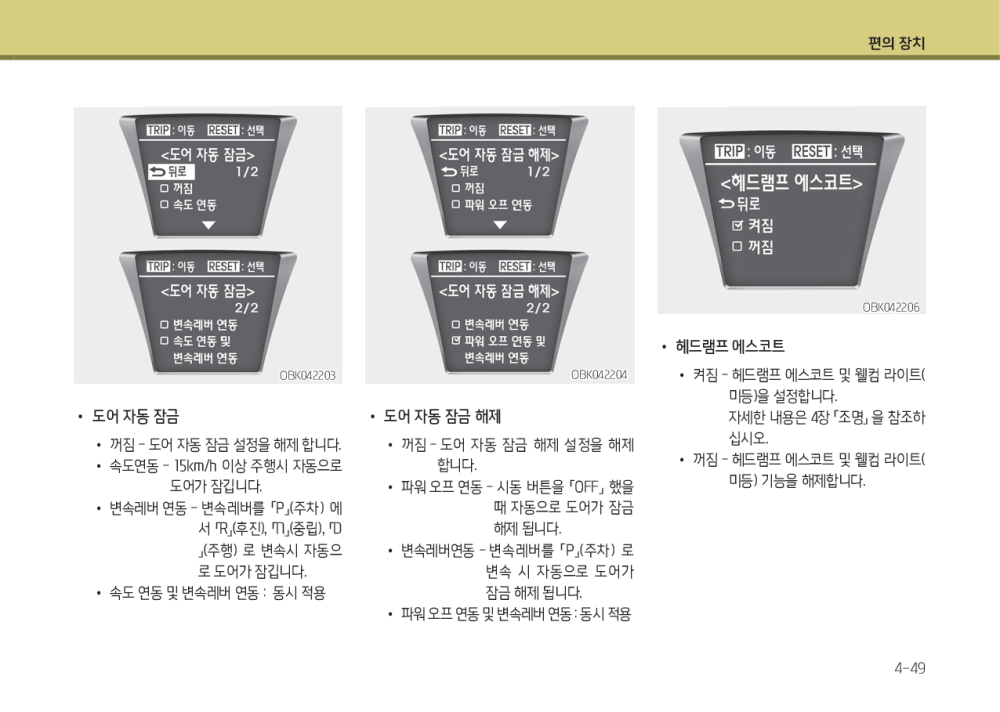 편의 장치
TRIP : 이동 RESET : 선택
<도어 자동 잠금>
뒤로 1/2
꺼짐
속도 연동
TRIP : 이동 RESET : 선택
<도어 자동 잠금>
2/2
변속레버 연동
속도 연동 및
변속레버 연동
OBK042203
• 도어 자동 잠금
• 꺼짐 - 도어 자동 잠금 설정을 해제 합니다.
• 속도연동 - 15km/h 이상 주행시 자동으로
도어가 잠깁니다.
• 변속레버 연동 - 변속레버를 「P」(주차) 에
서 「R」(후진), 「N」(중립), 「D
」(주행) 로 변속시 자동으
로 도어가 잠깁니다.
• 속도 연동 및 변속레버 연동 : 동시 적용
TRIP : 이동 RESET : 선택
<도어 자동 잠금 해제>
뒤로 1/2
꺼짐
파워 오프 연동
TRIP : 이동 RESET : 선택
<도어 자동 잠금 해제>
2/2
변속레버 연동
파워 오프 연동 및
변속레버 연동
OBK042204
• 도어 자동 잠금 해제
• 꺼짐 - 도어 자동 잠금 해제 설정을 해제
합니다.
• 파워 오프 연동 - 시동 버튼을 「OFF」 했을
때 자동으로 도어가 잠금
해제 됩니다.
• 변속레버연동 - 변속레버를 「P」(주차) 로
변속 시 자동으로 도어가
잠금 해제 됩니다.
• 파워 오프 연동 및 변속레버 연동 : 동시 적용
TRIP : 이동 RESET : 선택
<헤드램프 에스코트>
뒤로
켜짐
꺼짐
OBK042206
• 헤드램프 에스코트
• 켜짐 - 헤드램프 에스코트 및 웰컴 라이트(
미등)을 설정합니다.
자세한 내용은 4장 「조명」 을 참조하
십시오.
• 꺼짐 - 헤드램프 에스코트 및 웰컴 라이트(
미등) 기능을 해제합니다.
4-49